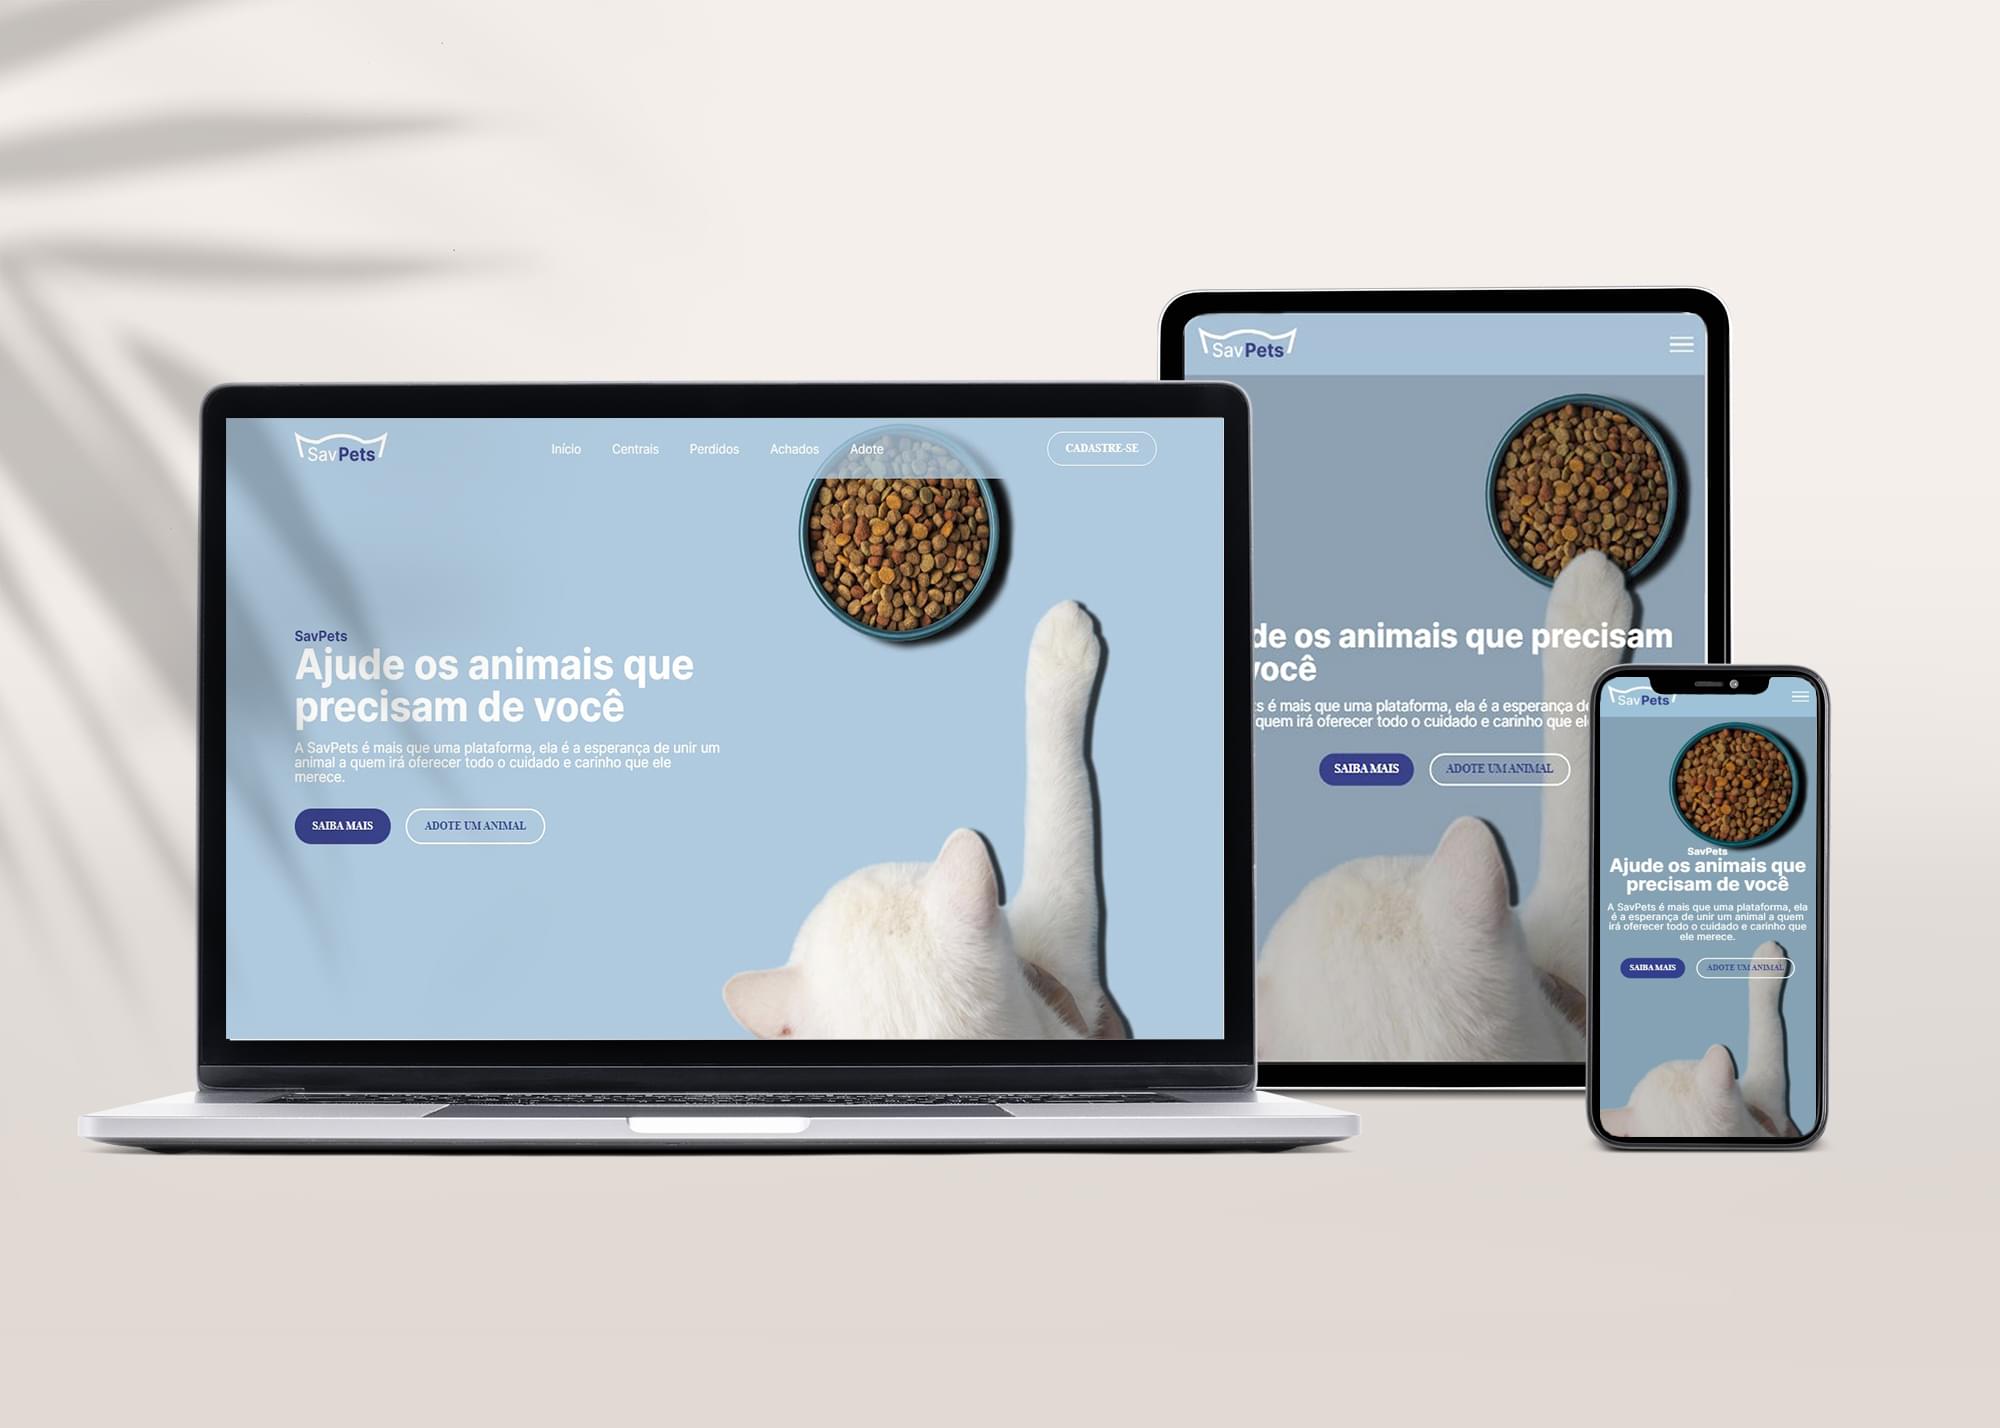 SavPets
Início Centrais Perdidos Achados Adote
CADASTRE-SE
SavPets
Ajude os animais que
precisam de você
A SavPets é mais que uma plataforma, ela é a esperança de unir um
animal a quem irá oferecer todo o cuidado e carinho que ele
merece.
SAIBA MAIS ADOTE UM ANIMAL
SavPets
de os animais que precisam
você
s é mais que uma plataforma, ela é a esperança de
quem irá oferecer todo o cuidado e carinho que el
SAIBA MAIS ADOTE UM ANIMAL
SavPets
SavPets
Ajude os animais que
precisam de você
A SavPets é mais que uma plataforma, ela
é a esperança de unir um animal a quem
irá oferecer todo o cuidado e carinho que
ele merece.
SAIBA MAIS ADOTE UM ANIMAL